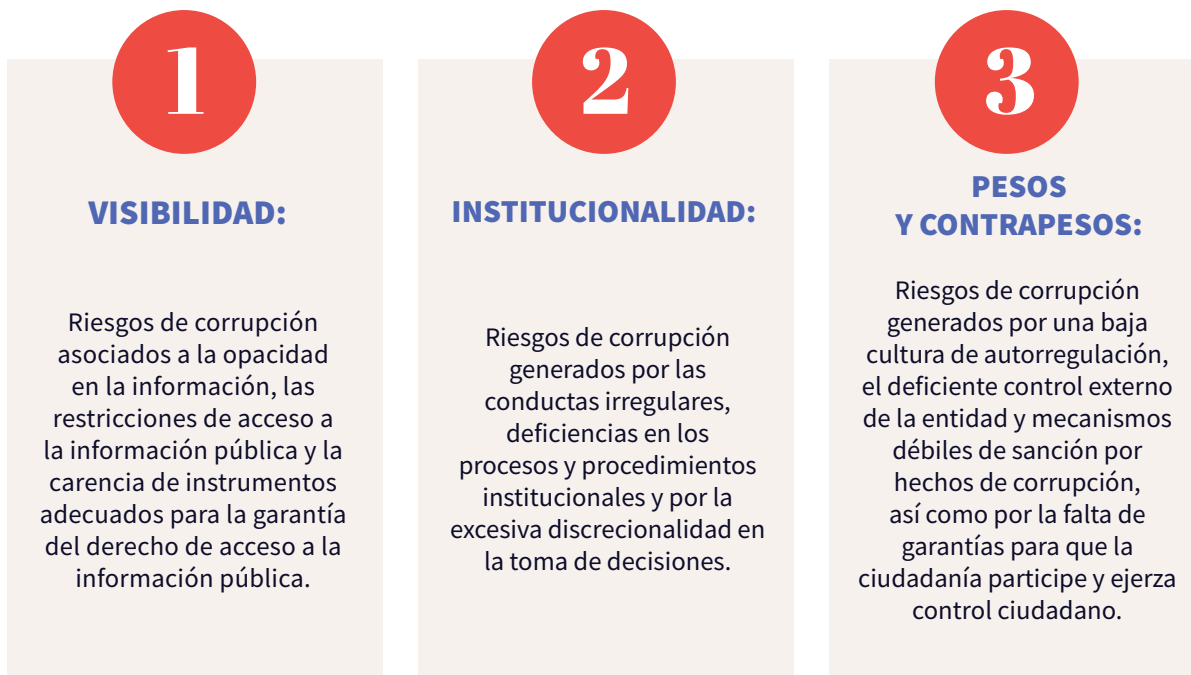 1
VISIBILIDAD:
Riesgos de corrupción
asociados a la opacidad
en la información, las
restricciones de acceso a
la información pública y la
carencia de instrumentos
adecuados para la garantía
del derecho de acceso a la
información pública.
2
INSTITUCIONALIDAD:
Riesgos de corrupción
generados por las
conductas irregulares,
deficiencias en los
procesos y procedimientos
institucionales y por la
excesiva discrecionalidad en
la toma de decisiones.
3
PESOS
Y CONTRAPESOS:
Riesgos de corrupción
generados por una baja
cultura de autorregulación,
el deficiente control externo
de la entidad y mecanismos
débiles de sanción por
hechos de corrupción,
así como por la falta de
garantías para que la
ciudadanía participe y ejerza
control ciudadano.